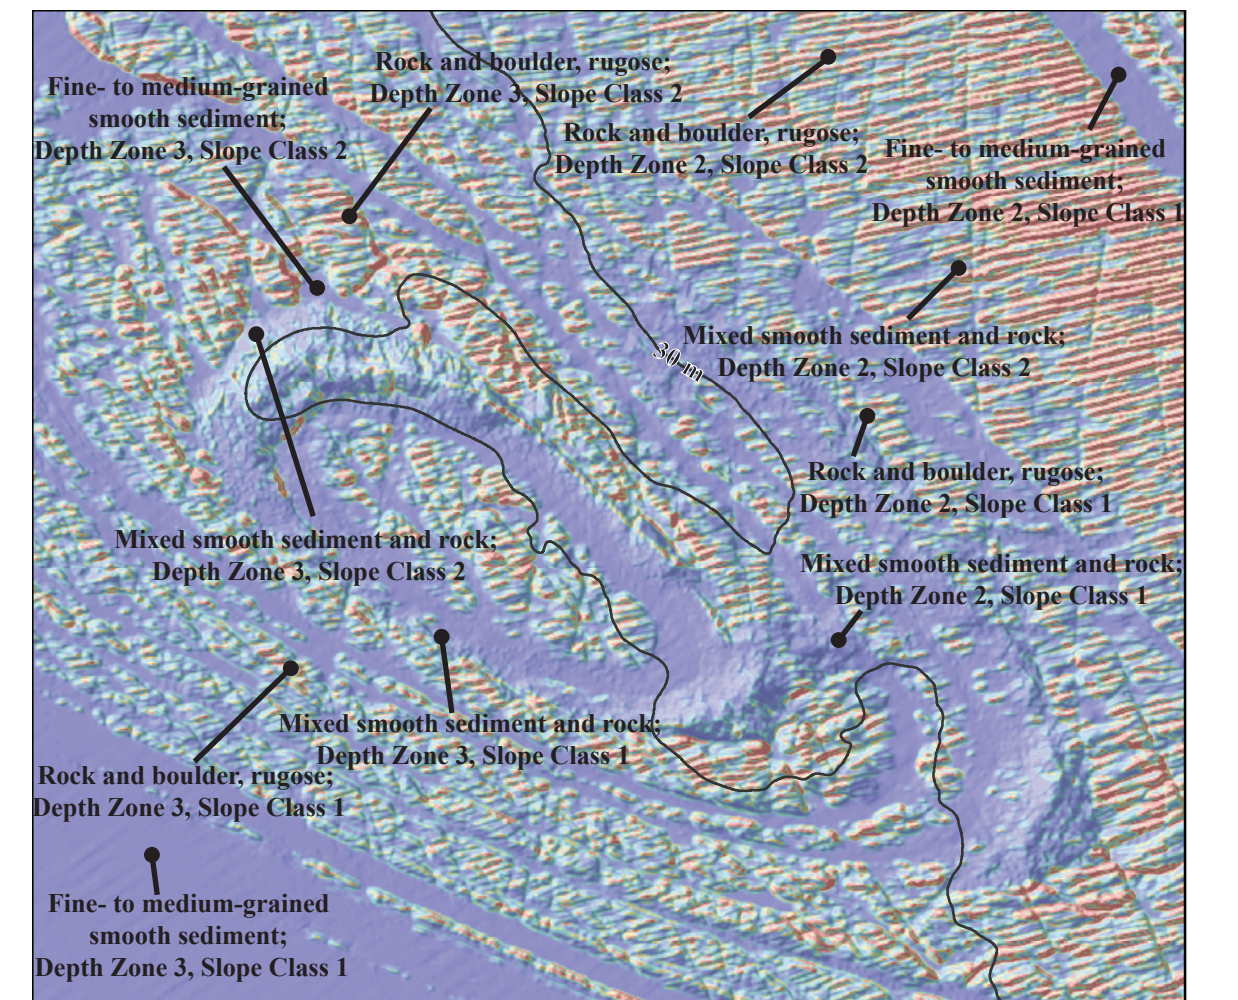 Rock and boulder, rugose;
Depth Zone 3, Slope Class 2
Fine- to medium-grained
smooth sediment;
Depth Zone 3, Slope Class 2
Rock and boulder, rugose;
Depth Zone 2, Slope Class 2
Fine- to medium-grained
smooth sediment;
Depth Zone 2, Slope Class 1
30 m
Mixed smooth sediment and rock;
Depth Zone 2, Slope Class 2
Rock and boulder, rugose;
Depth Zone 2, Slope Class 1
Mixed smooth sediment and rock;
Depth Zone 3, Slope Class 2
Mixed smooth sediment and rock;
Depth Zone 2, Slope Class 1
Mixed smooth sediment and rock;
Depth Zone 3, Slope Class 1
Rock and boulder, rugose;
Depth Zone 3, Slope Class 1
Fine- to medium-grained
smooth sediment;
Depth Zone 3, Slope Class 1